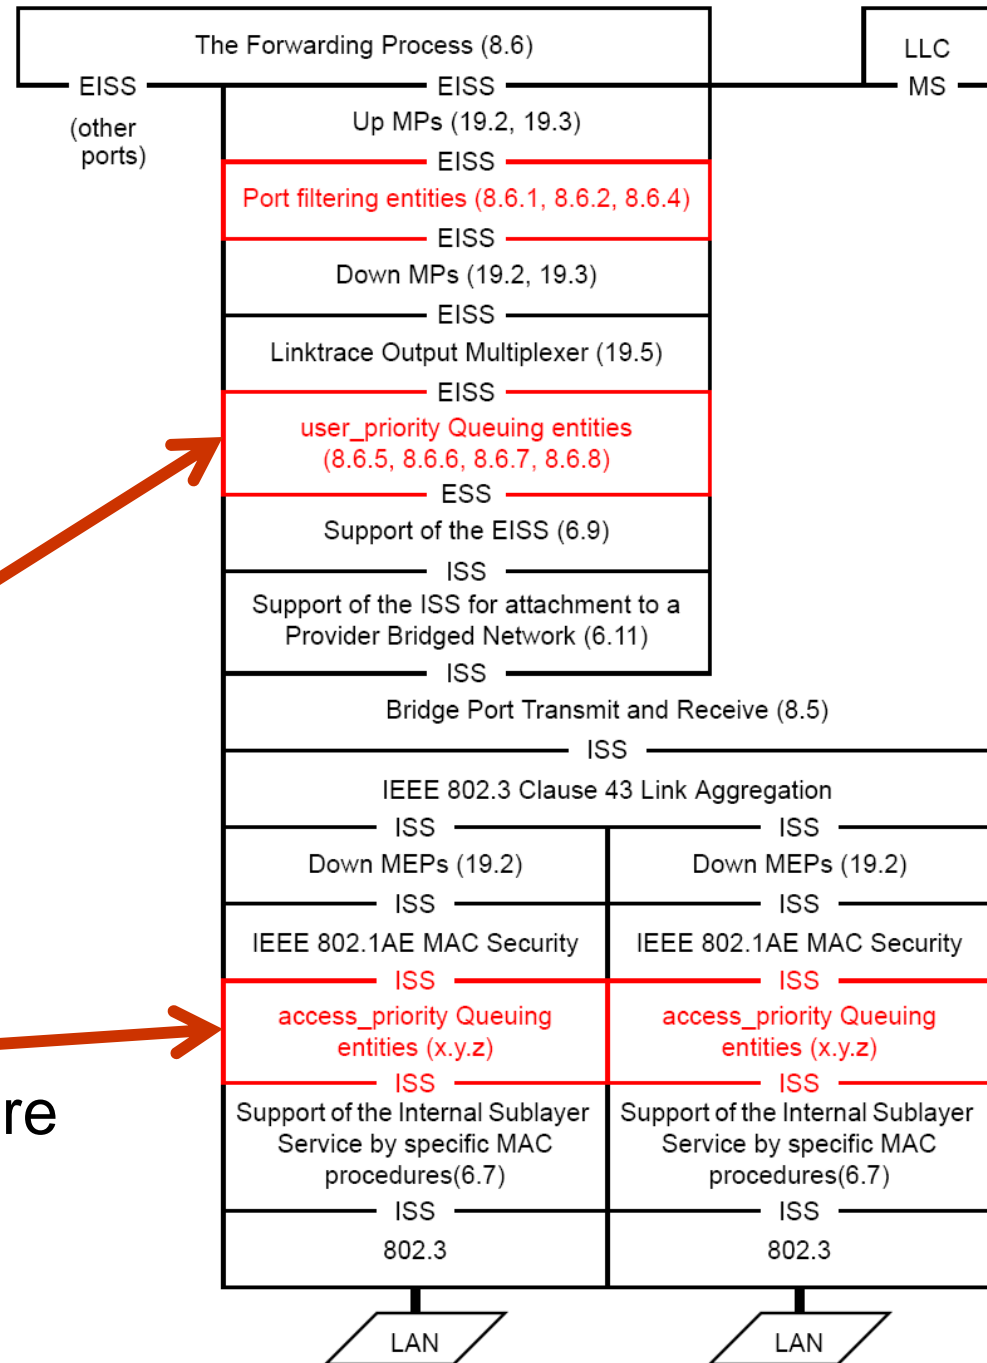 The Forwarding Process (8.6)
LLC
EISS
EISS
MS
(other
ports)
Up MPs (19.2, 19.3)
EISS
Port filtering entities (8.6.1, 8.6.2, 8.6.4)
EISS
Down MPs (19.2, 19.3)
EISS
Linktrace Output Multiplexer (19.5)
EISS
user_priority Queuing entities
(8.6.5, 8.6.6, 8.6.7, 8.6.8)
ESS
Support of the EISS (6.9)
ISS
Support of the ISS for attachment to a
Provider Bridged Network (6.11)
ISS
Bridge Port Transmit and Receive (8.5)
ISS
IEEE 802.3 Clause 43 Link Aggregation
ISS
ISS
Down MEPs (19.2)
Down MEPs (19.2)
ISS
ISS
IEEE 802.1AE MAC Security
IEEE 802.1AE MAC Security
ISS
ISS
access_priority Queuing
entities (x.y.z)
access_priority Queuing
entities (x.y.z)
ISS
ISS
re
Support of the Internal Sublayer
Service by specific MAC
procedures(6.7)
Support of the Internal Sublayer
Service by specific MAC
procedures(6.7)
ISS
ISS
802.3
802.3
LAN
LAN